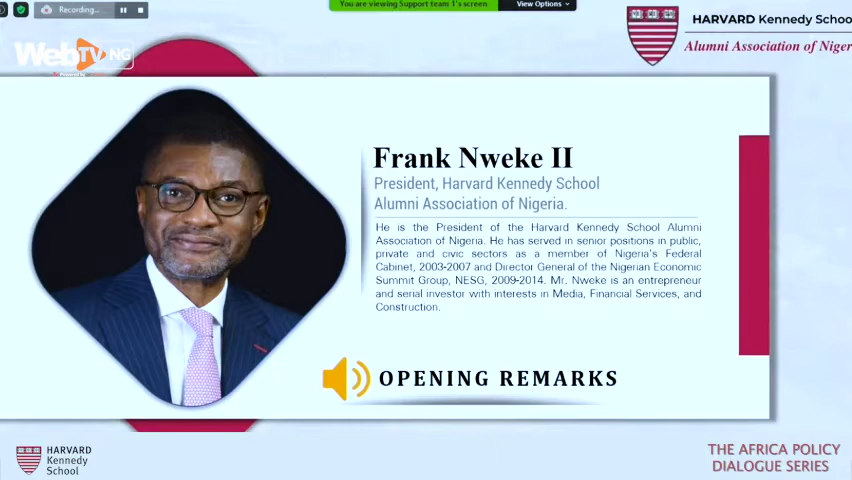 Recording...
You are viewing Support team 1's screen
View Options
HARVARD Kennedy Schoo
Alumni Association of Niger
WebTV NG
Frank Nweke II
President, Harvard Kennedy School
Alumni Association of Nigeria.
He is the President of the Harvard Kennedy School Alumni
Association of Nigeria. He has served in senior positions in public,
private and civic sectors as a member of Nigeria's Federal
Cabinet, 2003-2007 and Director General of the Nigerian Economic
Summit Group, NESG, 2009-2014. Mr. Nweke is an entrepreneur
and serial investor with interests in Media, Financial Services, and
Construction.
OPENING REMARKS
HARVARD
Kennedy
School
THE AFRICA POLICY
DIALOGUE SERIES